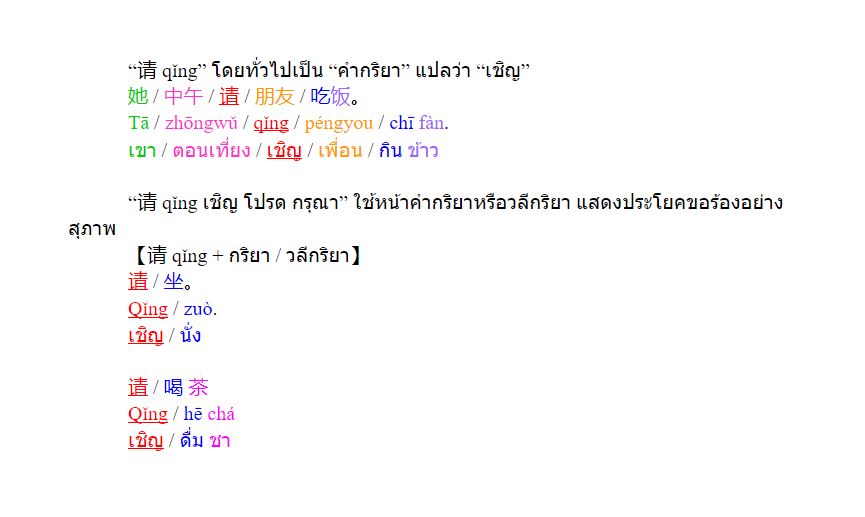 “请 qǐng” โดยทั่วไปเป็น “คำกริยา” แปลว่า “เชิญ”
她 / 中午 / 请 / 朋友 / 吃饭。
Tā / zhōngwǔ / qǐng / péngyou / chī fàn.
เขา / ตอนเที่ยง / เชิญ / เพื่อน / กิน ข้าว
“请 qǐng เชิญ โปรด กรุณา” ใช้หน้าคำกริยาหรือวลีกริยา แสดงประโยคขอร้องอย่าง
สุภาพ
【请 qǐng + กริยา / วลีกริยา】
请 / 坐。
Qǐng / zuò.
เชิญ / นั่ง
请 / 喝 茶
Qǐng / hē chá
เชิญ / ดื่ม ชา